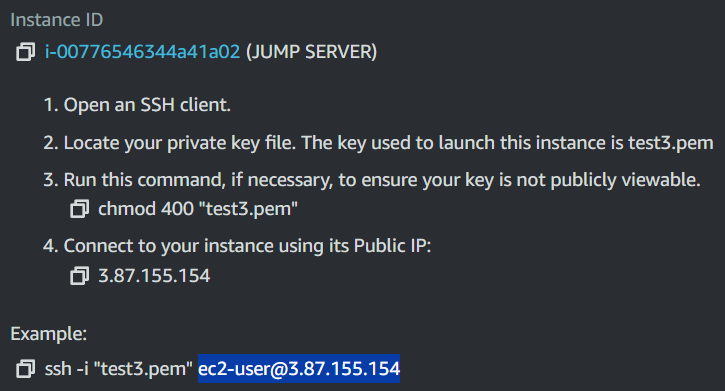 Instance ID
i-00776546344a41a02 (JUMP SERVER)
1. Open an SSH client.
2. Locate your private key file. The key used to launch this instance is test3.pem
3. Run this command, if necessary, to ensure your key is not publicly viewable.
chmod 400 "test3.pem"
4. Connect to your instance using its Public IP:
3.87.155.154
Example:
ssh -i "test3.pem" ec2-user@3.87.155.154